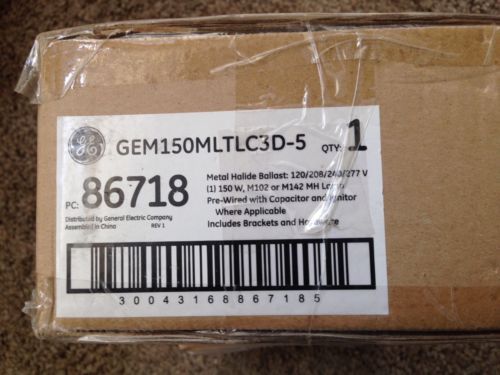 GE
GEM150MLTLC3D-5
QTY: 1
PC: 86718
Metal Halide Ballast: 120/208/240/277 V
(1) 150 W, M102 or M142 MH Lamp
Pre-Wired with Capacitor and Ignitor
Where Applicable
Includes Brackets and Hardware
Distributed by General Electric Company
Assembled in China
REV 1
30043168867185